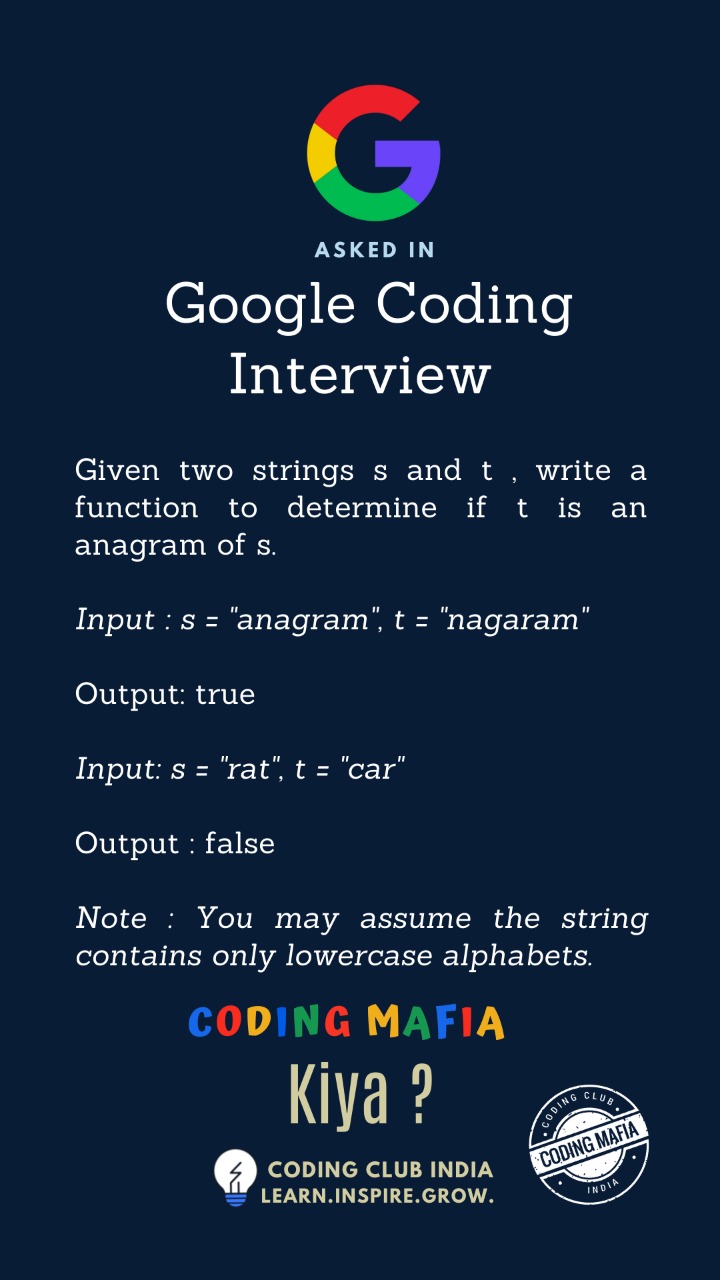 ASKED IN
Google Coding
Interview
Given two strings s and t , write a
function to determine if t is an
anagram of s.
Input : s = "anagram", t = "nagaram"
Output: true
Input: s = "rat", t = "car"
Output : false
Note : You may assume the string
contains only lowercase alphabets.
CODING MAFIA
Kiya ?
CODING CLUB INDIA
LEARN.INSPIRE.GROW.
CODING CLUB
CODING MAFIA
INDIA